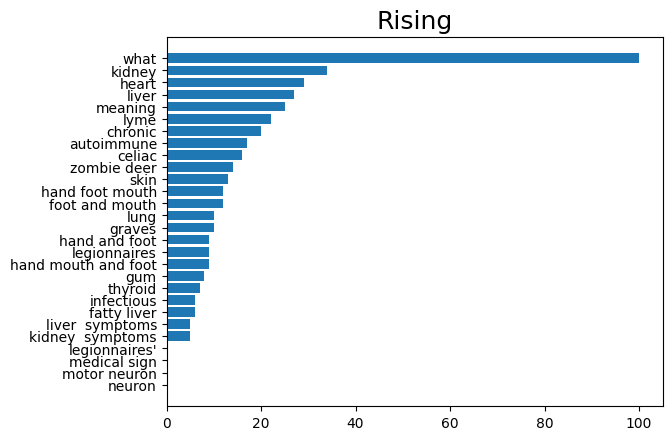 Rising
what
kidney
heart
liver
meaning
lyme
chronic
autoimmune
celiac
zombie deer
skin
hand foot mouth
foot and mouth
lung
graves
hand and foot
legionnaires
hand mouth and foot
gum
thyroid
infectious
fatty liver
liver  symptoms
kidney  symptoms
legionnaires'
medical sign
motor neuron
neuron
0 20 40 60 80 100